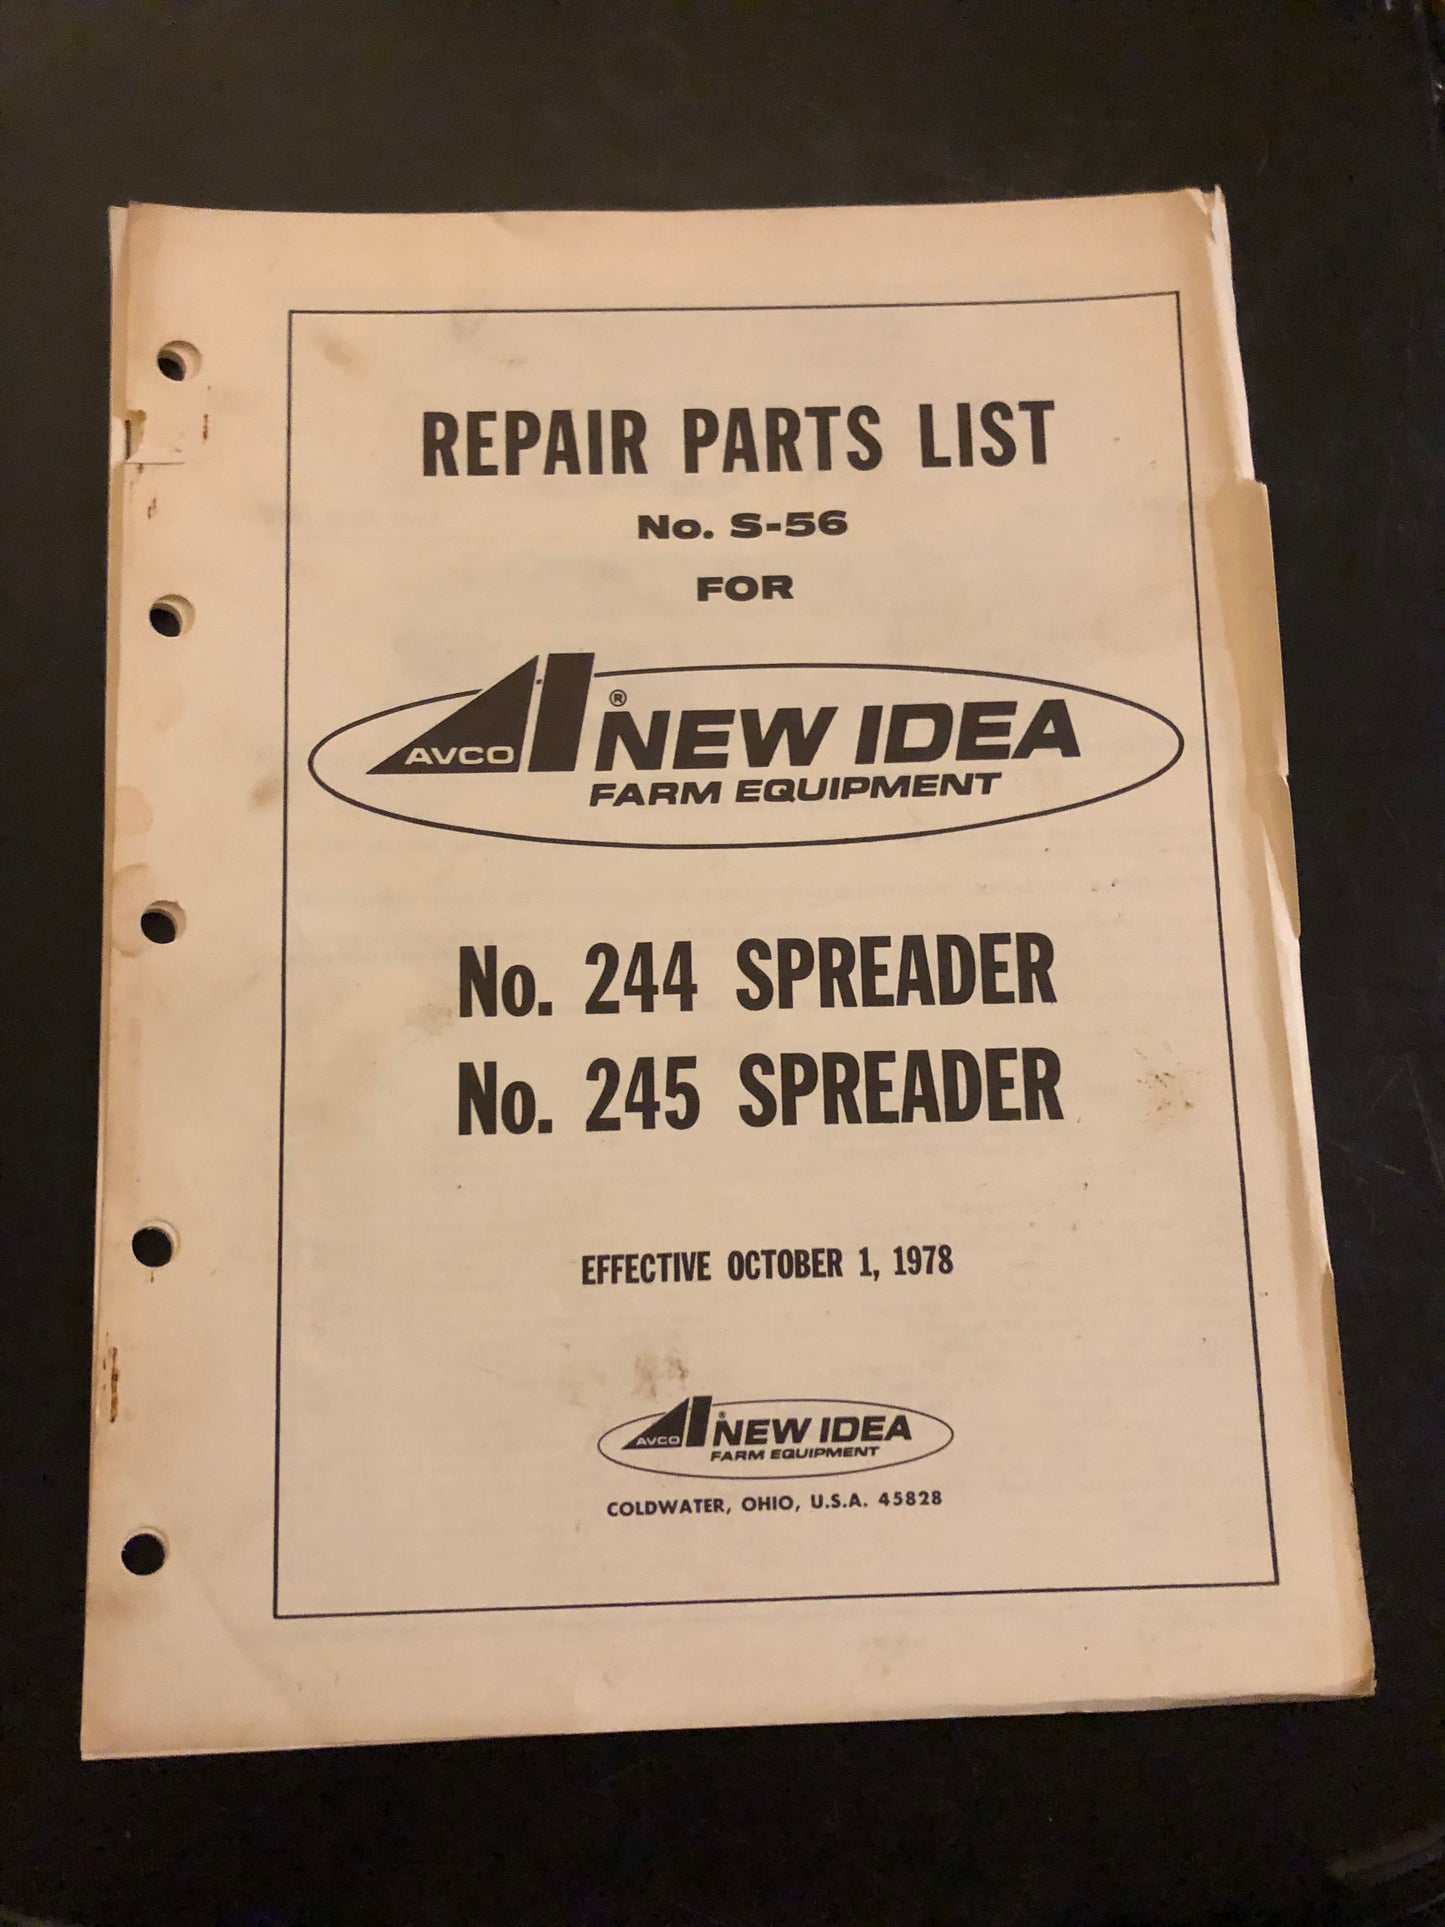 REPAIR PARTS LIST
No. S-56
FOR
AVCO ® NEW IDEA
FARM EQUIPMENT
No. 244 SPREADER
No. 245 SPREADER
EFFECTIVE OCTOBER 1, 1978
AVCO ® NEW IDEA
FARM EQUIPMENT
COLDWATER, OHIO, U.S.A. 45828